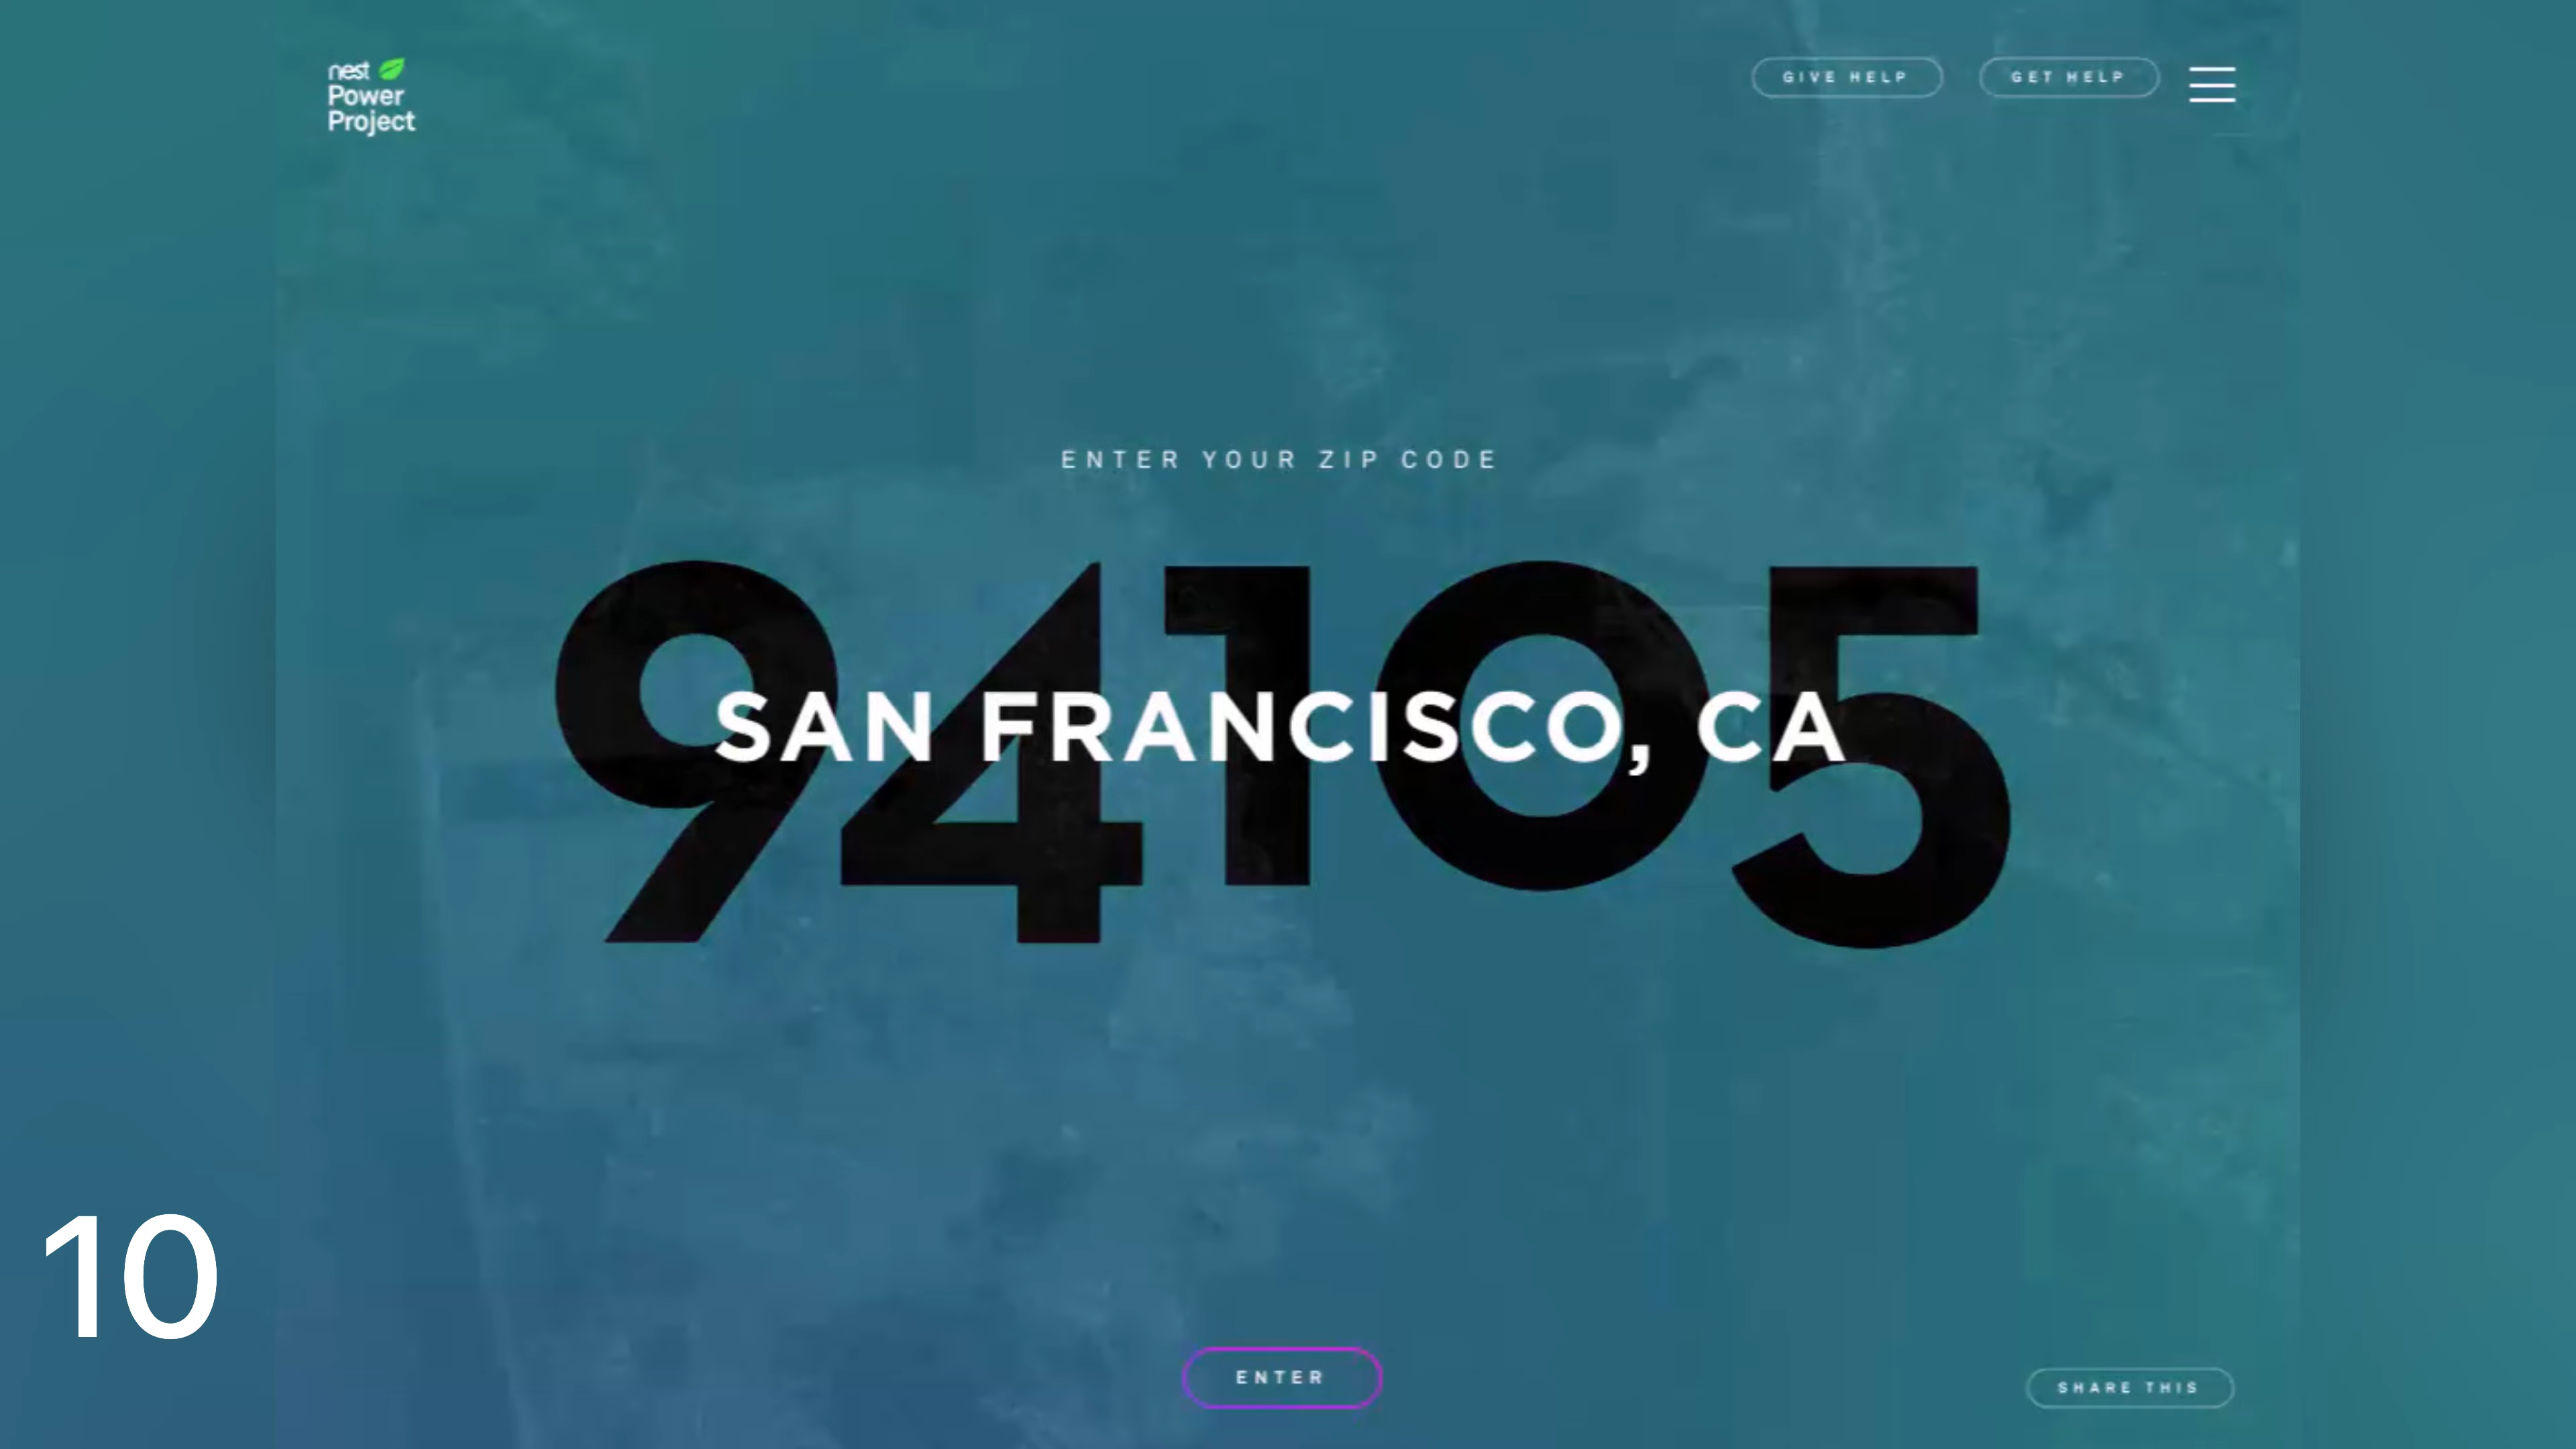 nest
Power
Project
GIVE HELP
GET HELP
ENTER YOUR ZIP CODE
94105
SAN FRANCISCO, CA
10
ENTER
SHARE THIS